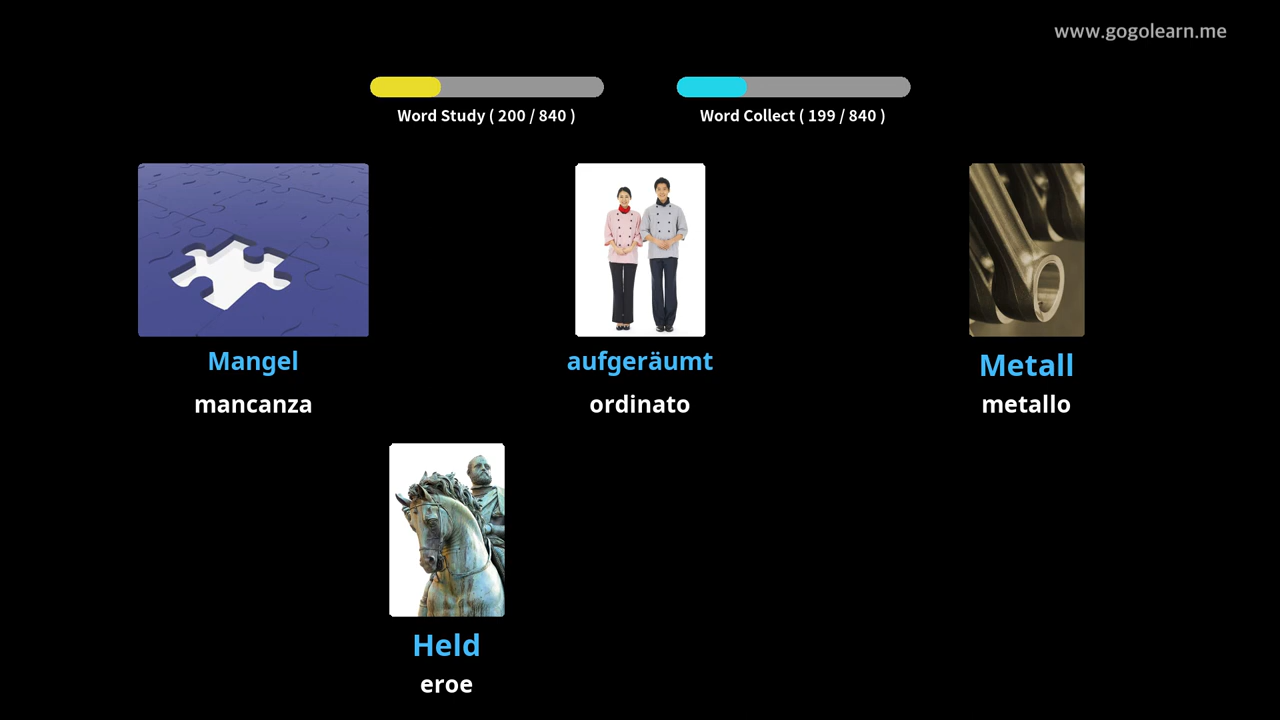 www.gogolearn.me
Word Study ( 200 / 840 )
Word Collect ( 199 / 840 )
Mangel
mancanza
aufgeräumt
ordinato
Metall
metallo
Held
eroe